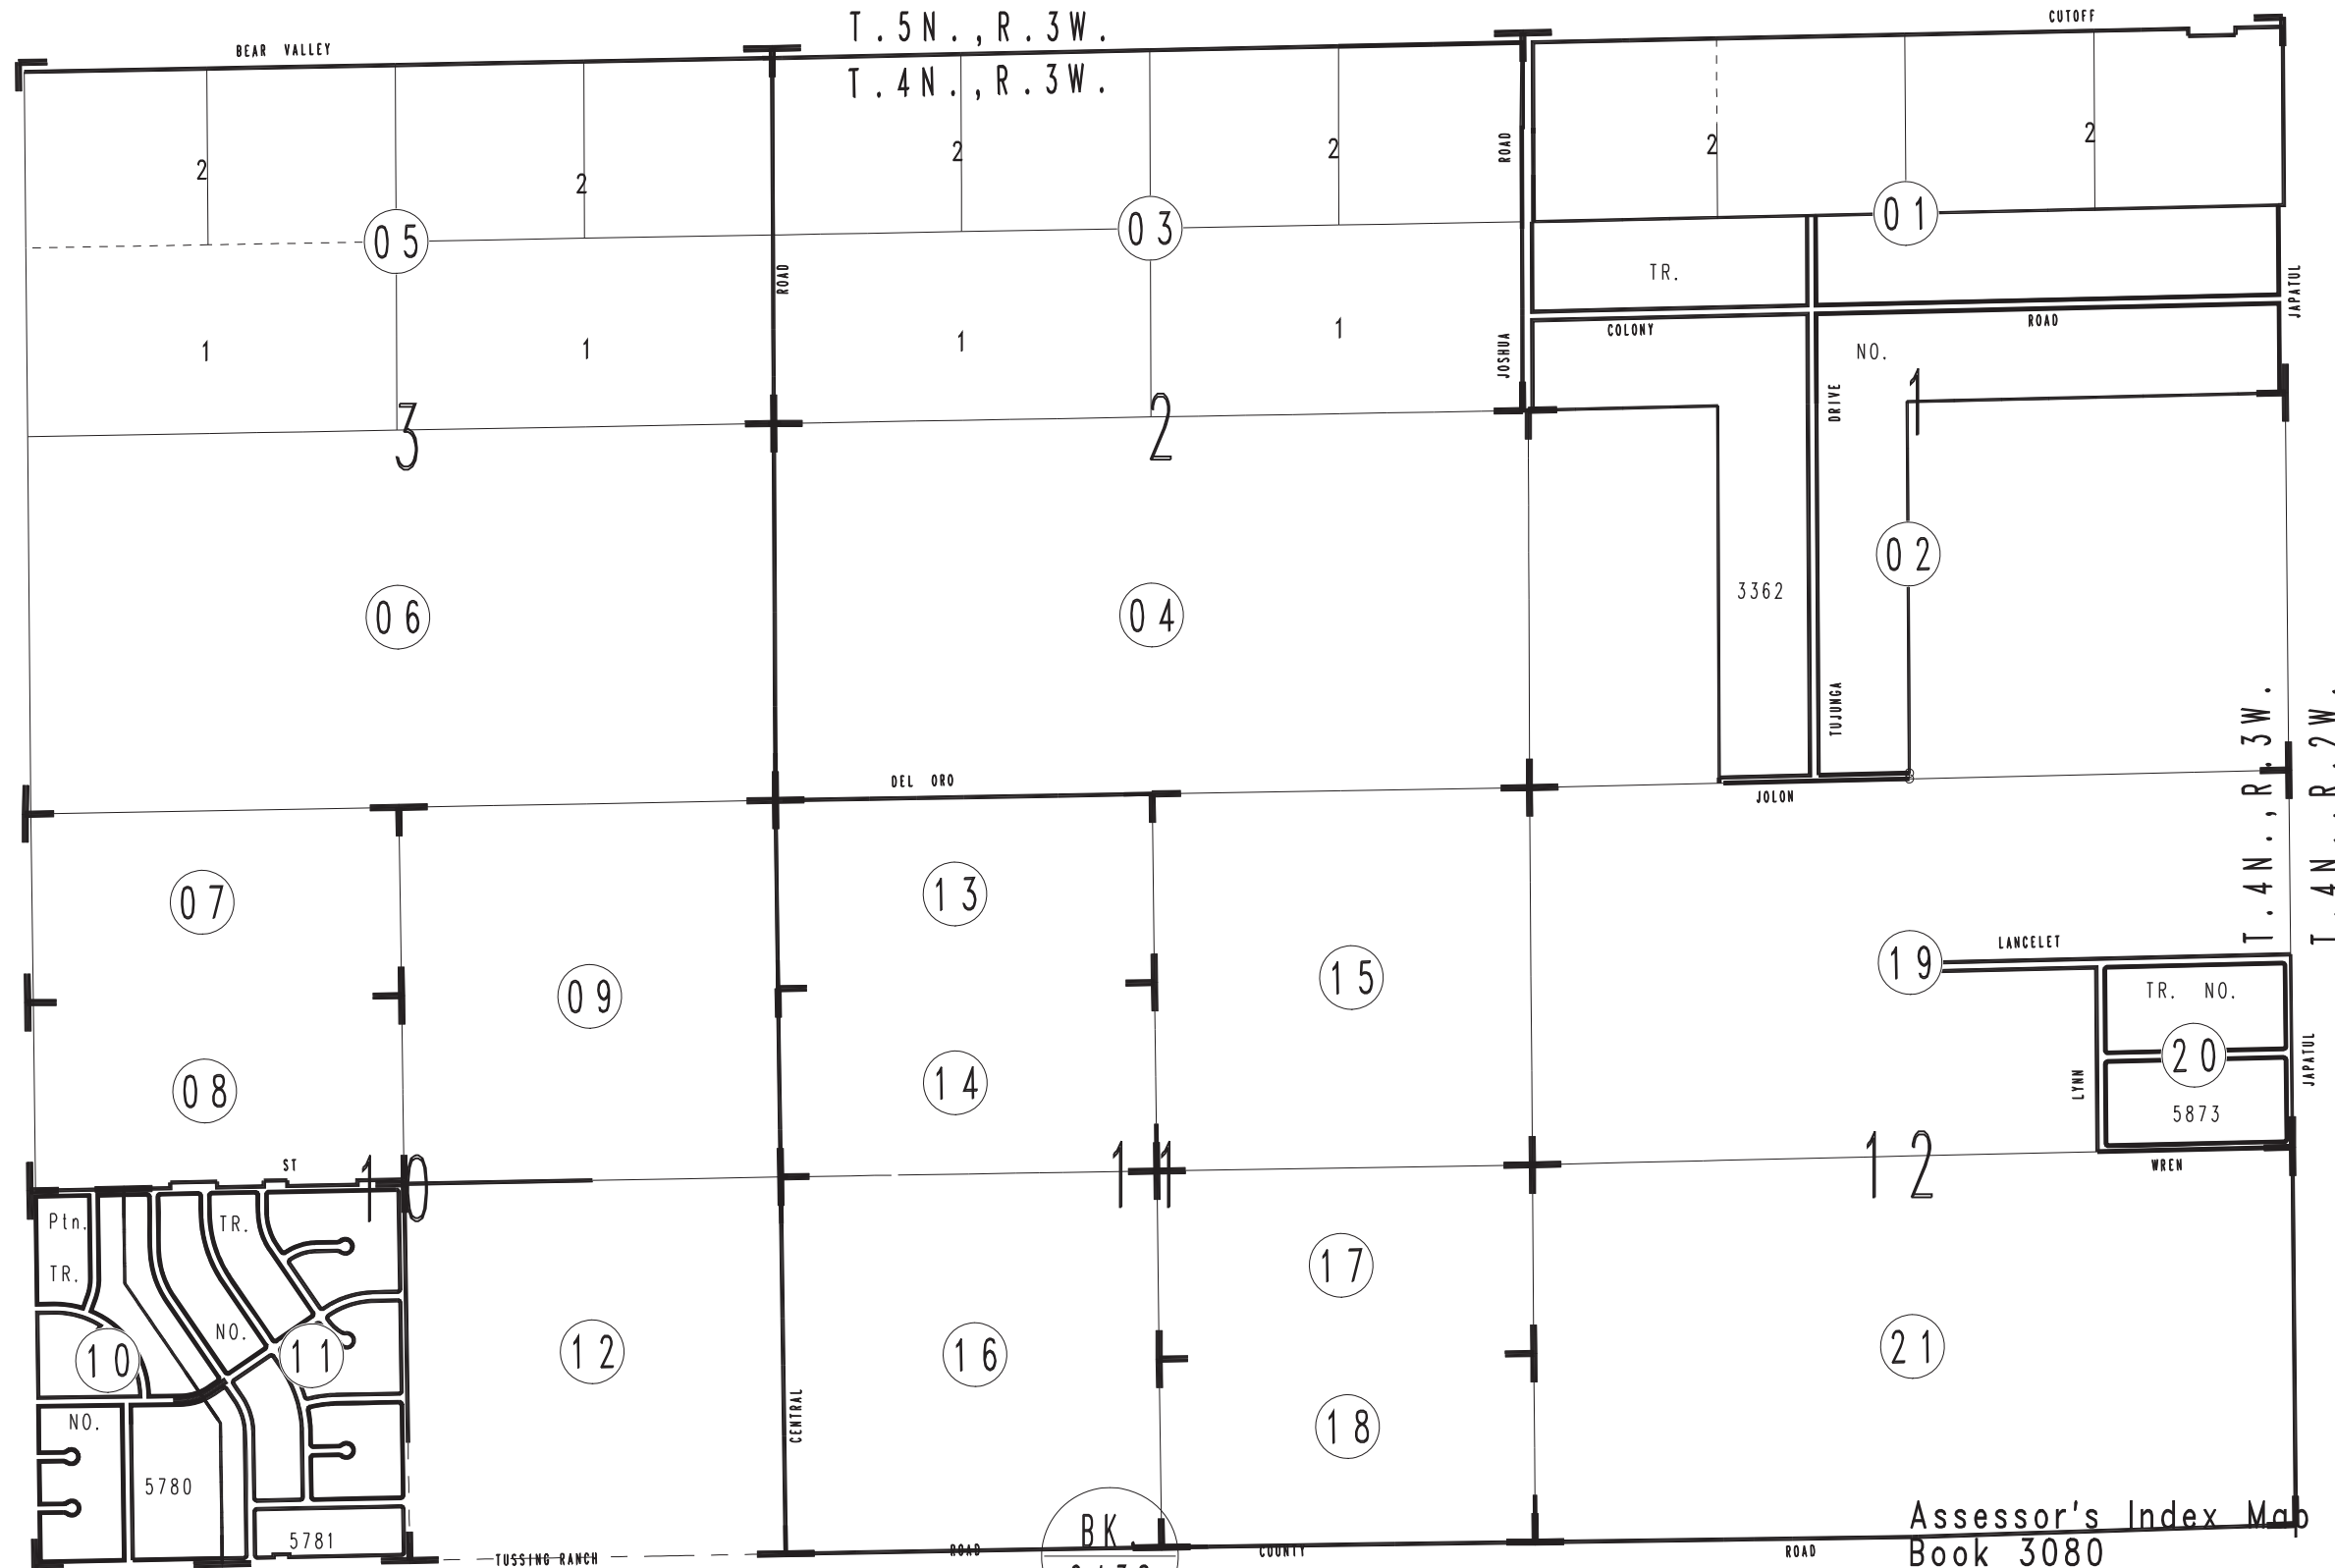 T.5N.,R.3W.
BEAR VALLEY
CUTOFF
T.4N.,R.3W.
2
2
2
2
2
2
ROAD
05
03
01
ROAD
TR.
JAPATUL
COLONY
ROAD
JOSHUA
NO.
1
1
1
1
DRIVE
3
2
1
02
06
04
3362
TUJUNGA
T.4N.,R.3W.
T.4N.,R.2W.
DEL ORO
JOLON
07
13
09
15
19
LANCELET
TR. NO.
20
08
14
LYNN
JAPATUL
5873
ST
10
11
12
WREN
Ptn.
TR.
TR.
17
NO.
10
11
12
16
21
CENTRAL
NO.
18
5780
5781
BK.
Assessor's Index Map
TUSSING RANCH
ROAD
COUNTY
ROAD
Book 3080